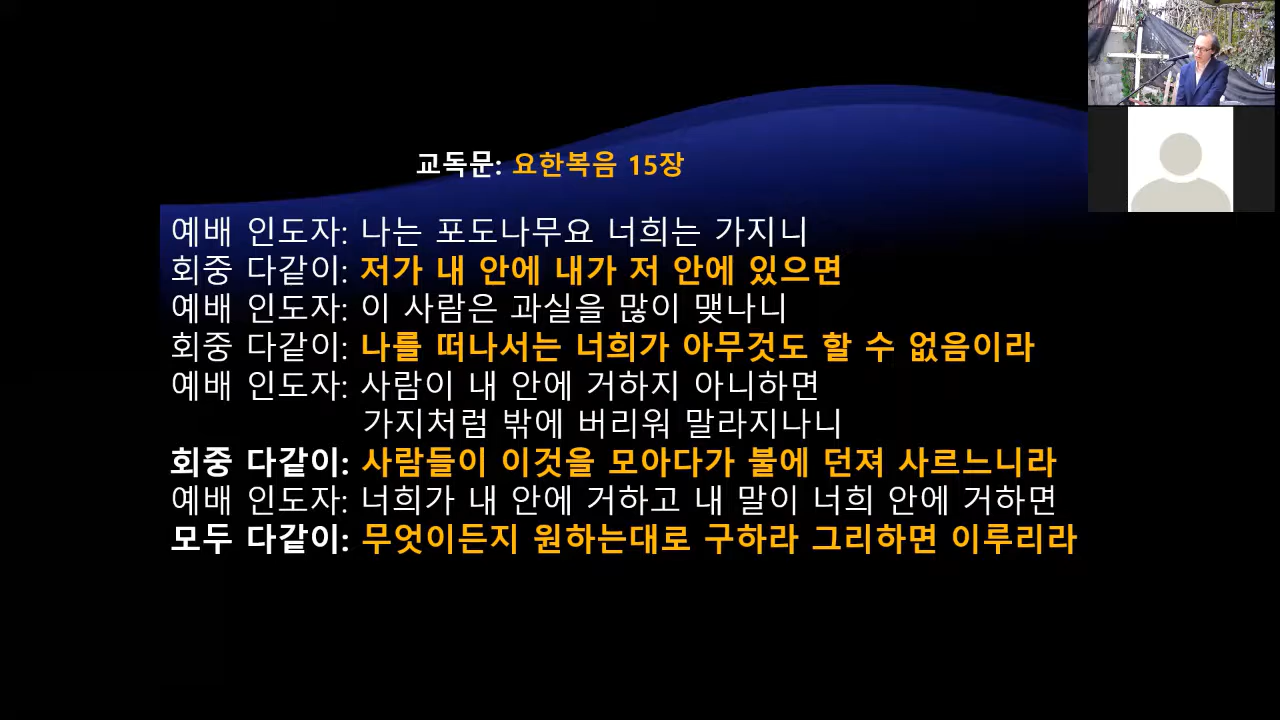 교독문: 요한복음 15장
예배 인도자: 나는 포도나무요 너희는 가지니
회중 다같이: 저가 내 안에 내가 저 안에 있으면
예배 인도자: 이 사람은 과실을 많이 맺나니
회중 다같이: 나를 떠나서는 너희가 아무것도 할 수 없음이라
예배 인도자: 사람이 내 안에 거하지 아니하면
가지처럼 밖에 버리워 말라지나니
회중 다같이: 사람들이 이것을 모아다가 불에 던져 사르느니라
예배 인도자: 너희가 내 안에 거하고 내 말이 너희 안에 거하면
모두 다같이: 무엇이든지 원하는대로 구하라 그리하면 이루리라